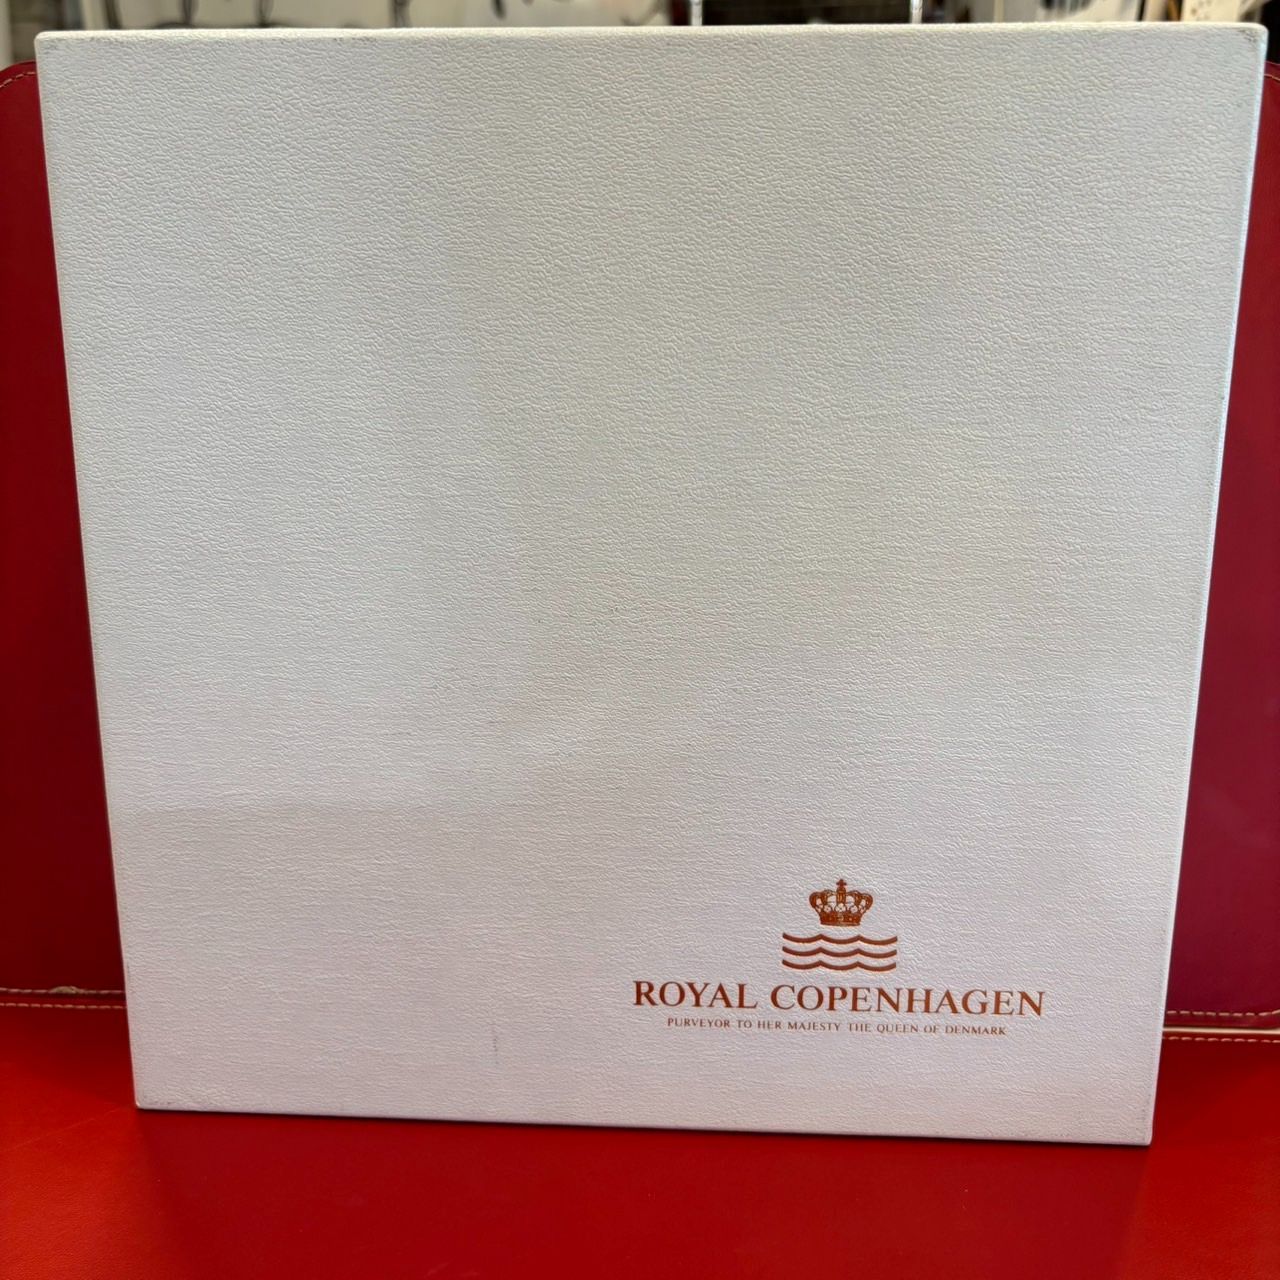 ROYAL COPENHAGEN
PURVEYOR TO HER MAJESTY THE QUEEN OF DENMARK